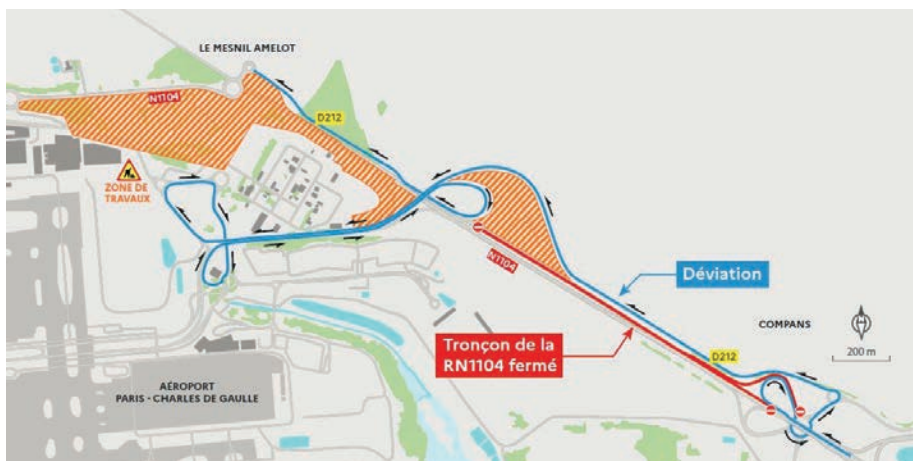 LE MESNIL AMELOT
N1104
D212
ZONE DE
TRAVAUX
N1104
Déviation
Tronçon de la
RN1104 fermé
COMPANS
D212
200 m
AÉROPORT
PARIS - CHARLES DE GAULLE